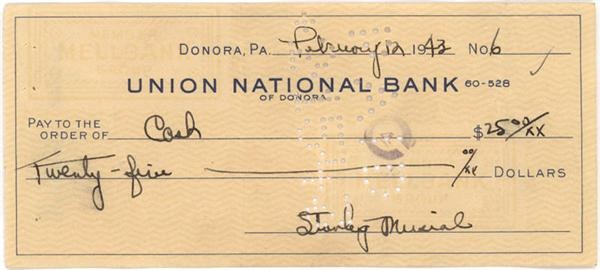 DONORA, PA. February 12 1943 No. 6
UNION NATIONAL BANK 60-528
OF DONORA
PAY TO THE
ORDER OF Cash $25 00/xx
Twenty-five 00/xx DOLLARS
Stanley Musial